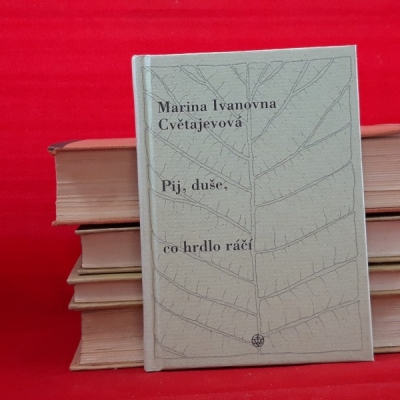 Marina Ivanovna
Cvětajevová
Pij, duše,
co hrdlo ráčí